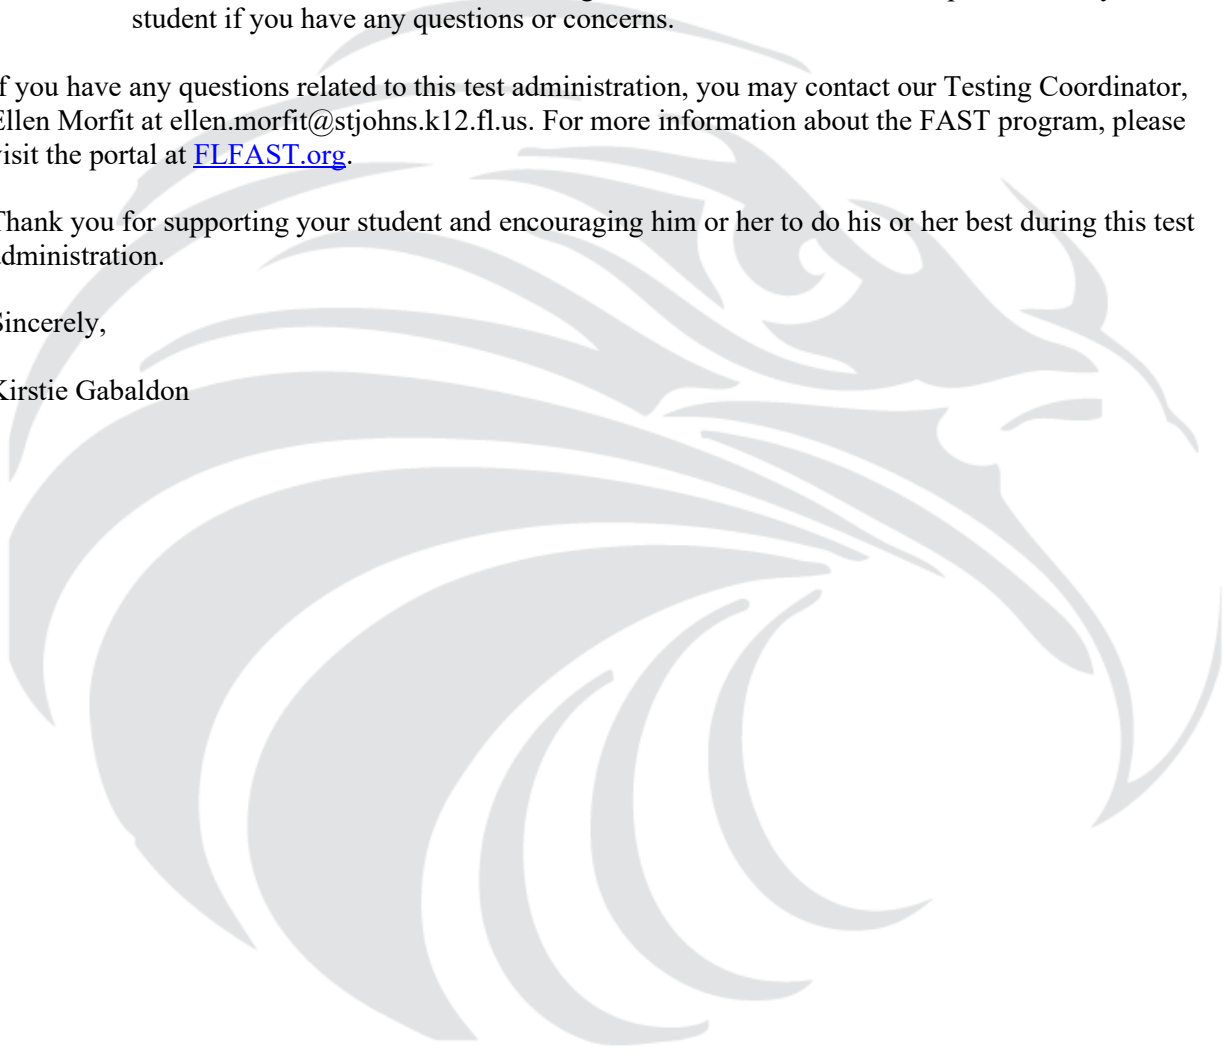 student if you have any questions or concerns.
If you have any questions related to this test administration, you may contact our Testing Coordinator,
Ellen Morfit at ellen.morfit@stjohns.k12.fl.us. For more information about the FAST program, please
visit the portal at FLFAST.org.
Thank you for supporting your student and encouraging him or her to do his or her best during this test
administration.
Sincerely,
Kirstie Gabaldon